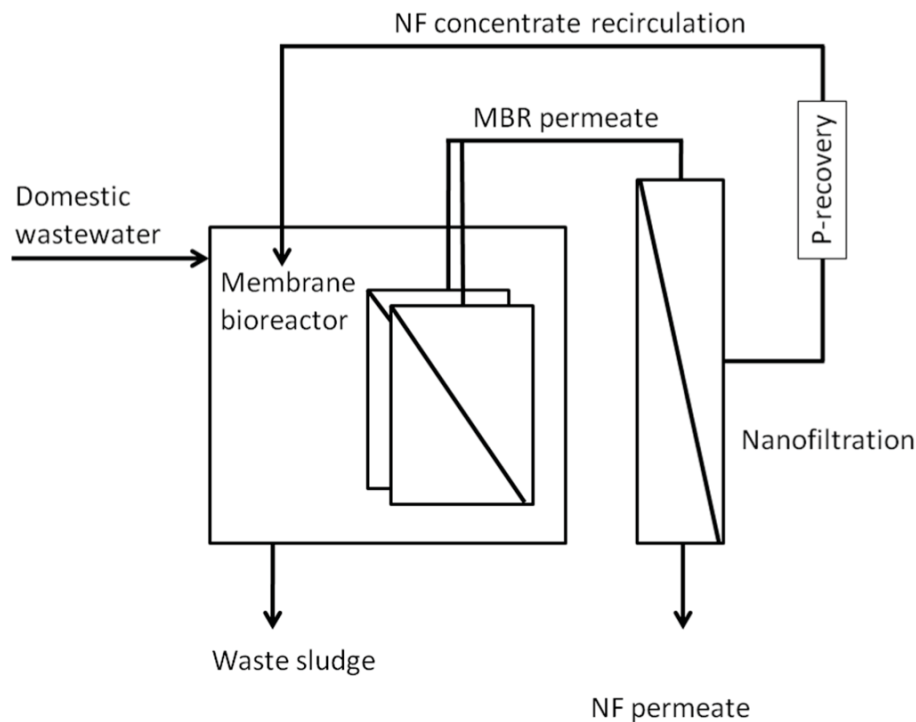 NF concentrate recirculation
MBR permeate
P-recovery
Domestic
wastewater
Membrane
bioreactor
Nanofiltration
Waste sludge
NF permeate